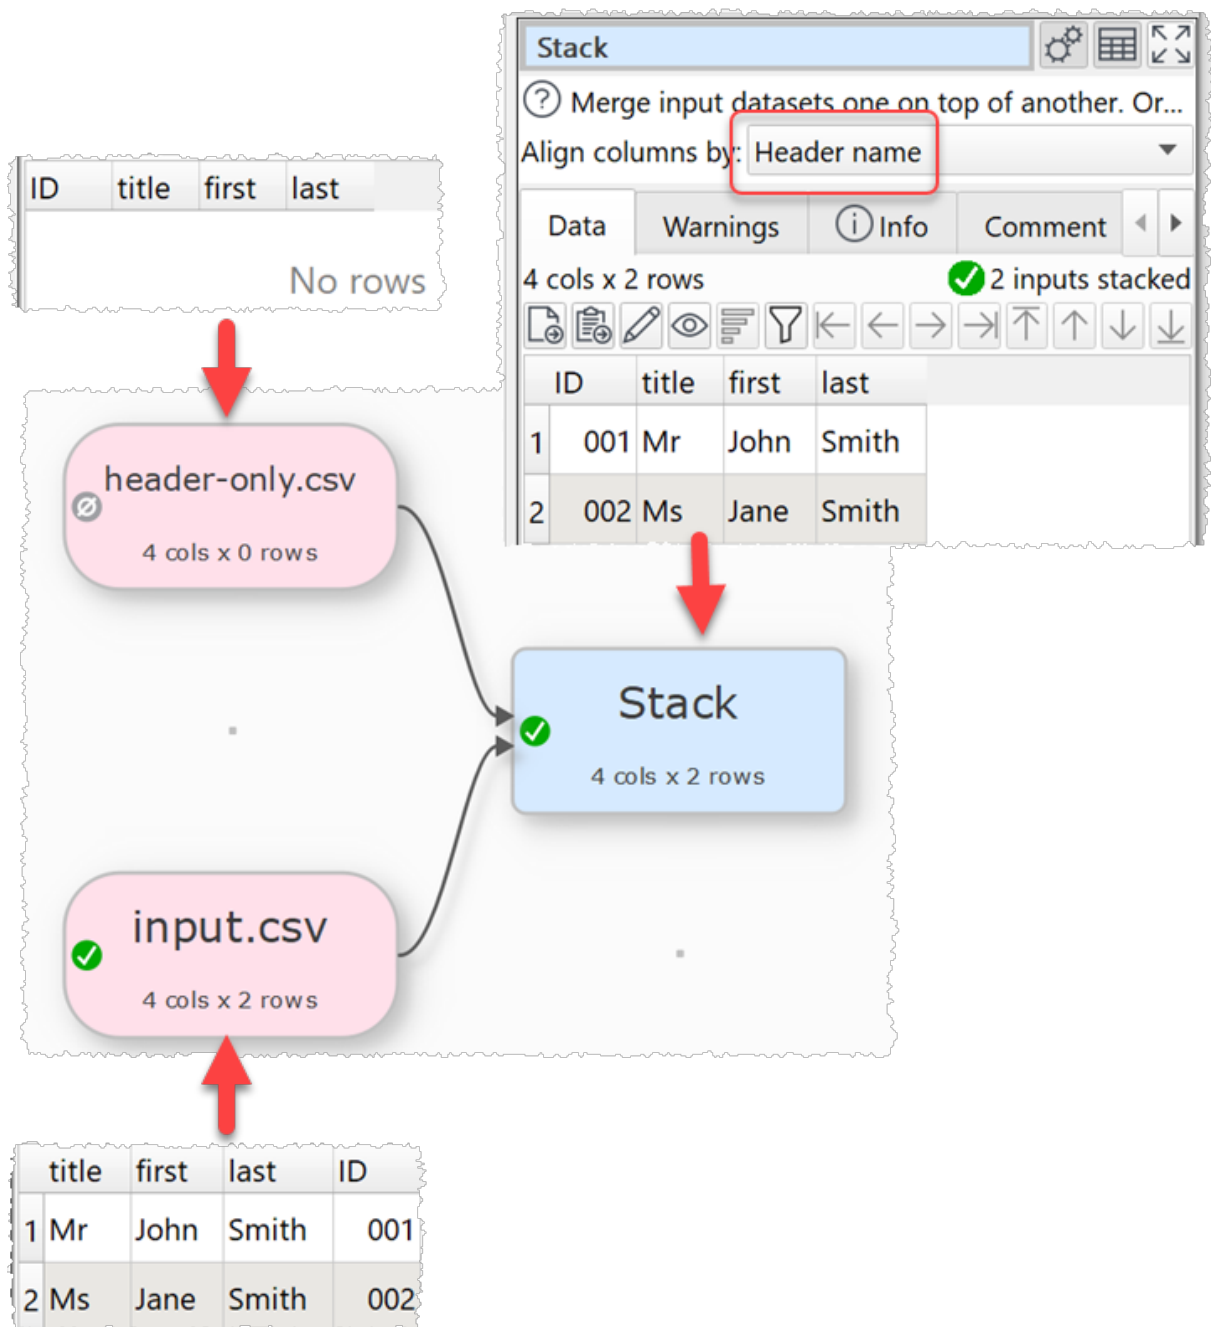 Stack
Merge input datasets one on top of another. Or...
Align columns by: Header name
Data Warnings Info Comment
4 cols x 2 rows 2 inputs stacked
ID title first last
1 001 Mr John Smith
2 002 Ms Jane Smith
ID title first last
No rows
header-only.csv
4 cols x 0 rows
Stack
4 cols x 2 rows
input.csv
4 cols x 2 rows
title first last ID
1 Mr John Smith 001
2 Ms Jane Smith 002